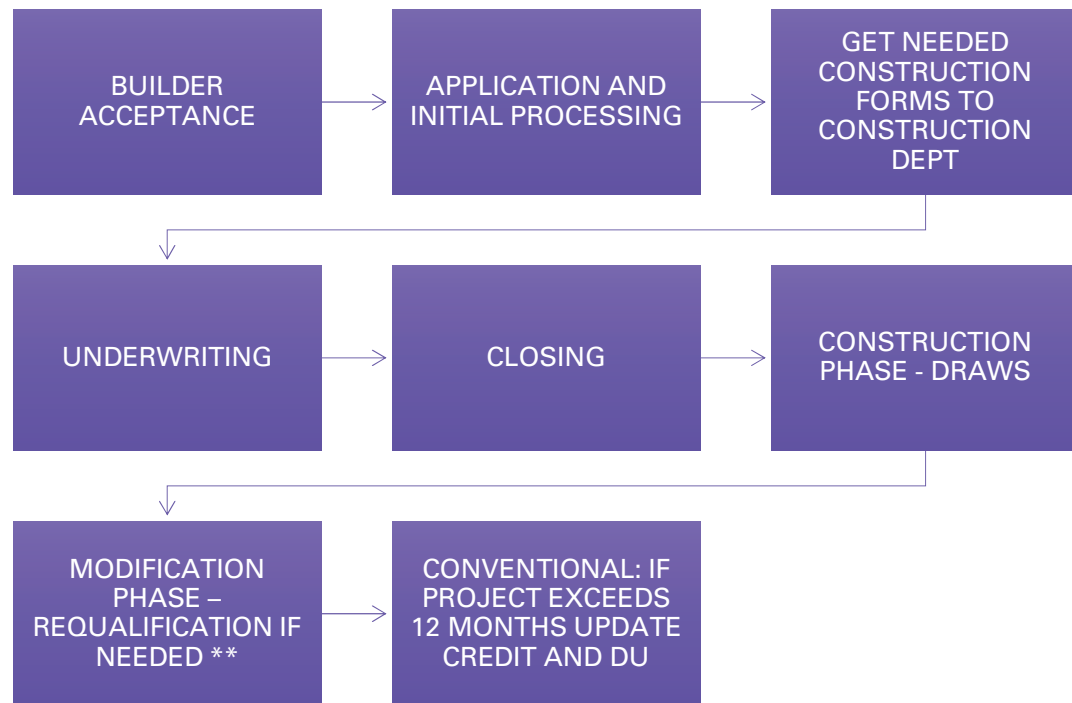 BUILDER
ACCEPTANCE
APPLICATION AND
INITIAL PROCESSING
GET NEEDED
CONSTRUCTION
FORMS TO
CONSTRUCTION
DEPT
UNDERWRITING
CLOSING
CONSTRUCTION
PHASE - DRAWS
MODIFICATION
PHASE –
REQUALIFICATION IF
NEEDED **
CONVENTIONAL: IF
PROJECT EXCEEDS
12 MONTHS UPDATE
CREDIT AND DU